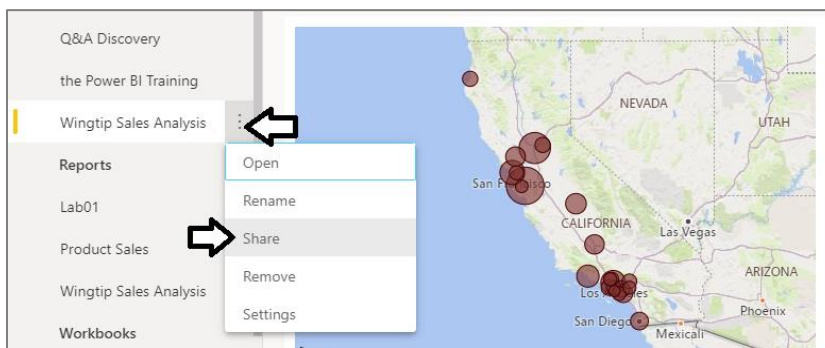 Q&A Discovery
the Power BI Training
Wingtip Sales Analysis
Reports
Lab01
Product Sales
Wingtip Sales Analysis
Workbooks
Open
Rename
Share
Remove
Settings
NEVADA
UTAH
San Francisco
CALIFORNIA
Las Vegas
ARIZONA
Los Angeles
Phoenix
San Diego
Mexicali